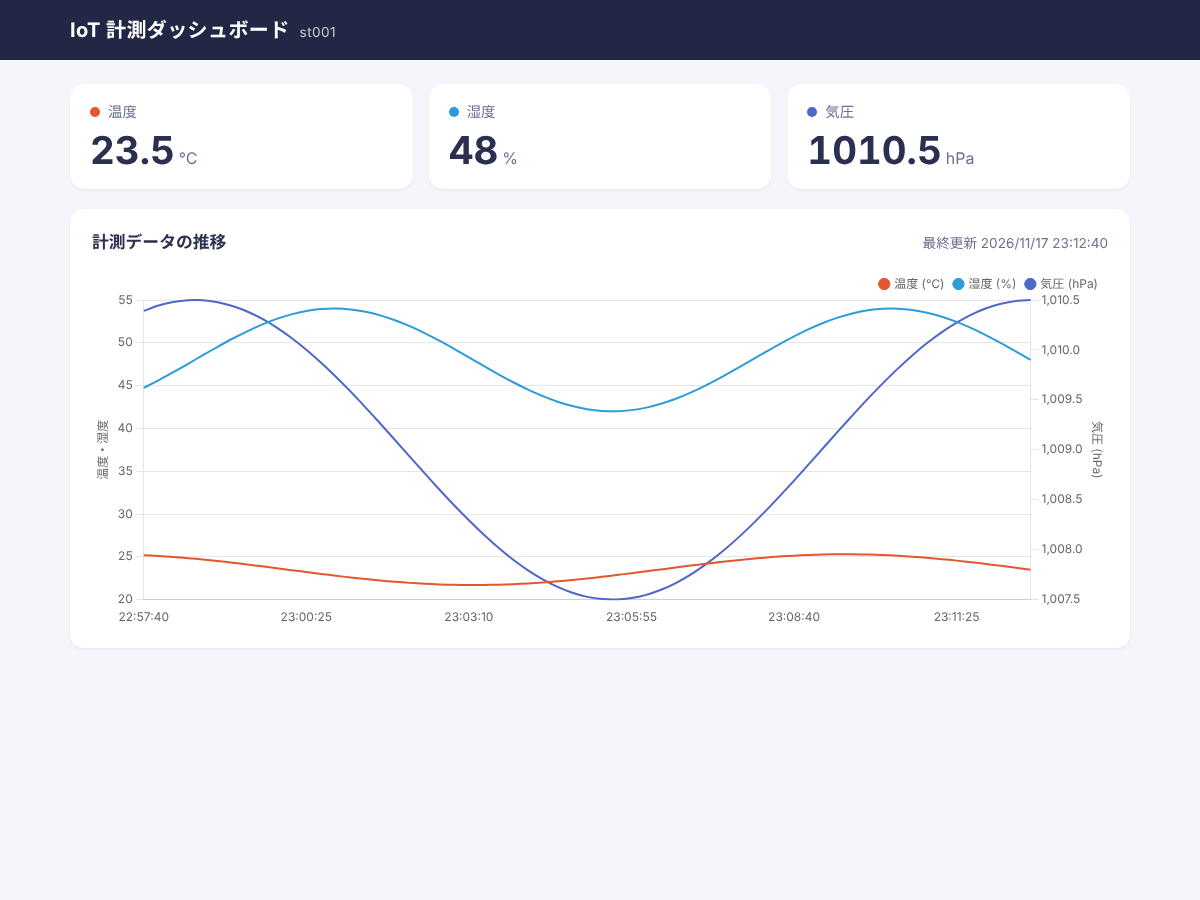 IoT 計測ダッシュボード st001
温度
23.5 °C
湿度
48 %
気圧
1010.5 hPa
計測データの推移
最終更新 2026/11/17 23:12:40
温度 (°C) 湿度 (%) 気圧 (hPa)
温度・湿度
55
50
45
40
35
30
25
20
1,010.5
1,010.0
1,009.5
1,009.0
1,008.5
1,008.0
1,007.5
気圧 (hPa)
22:57:40 23:00:25 23:03:10 23:05:55 23:08:40 23:11:25